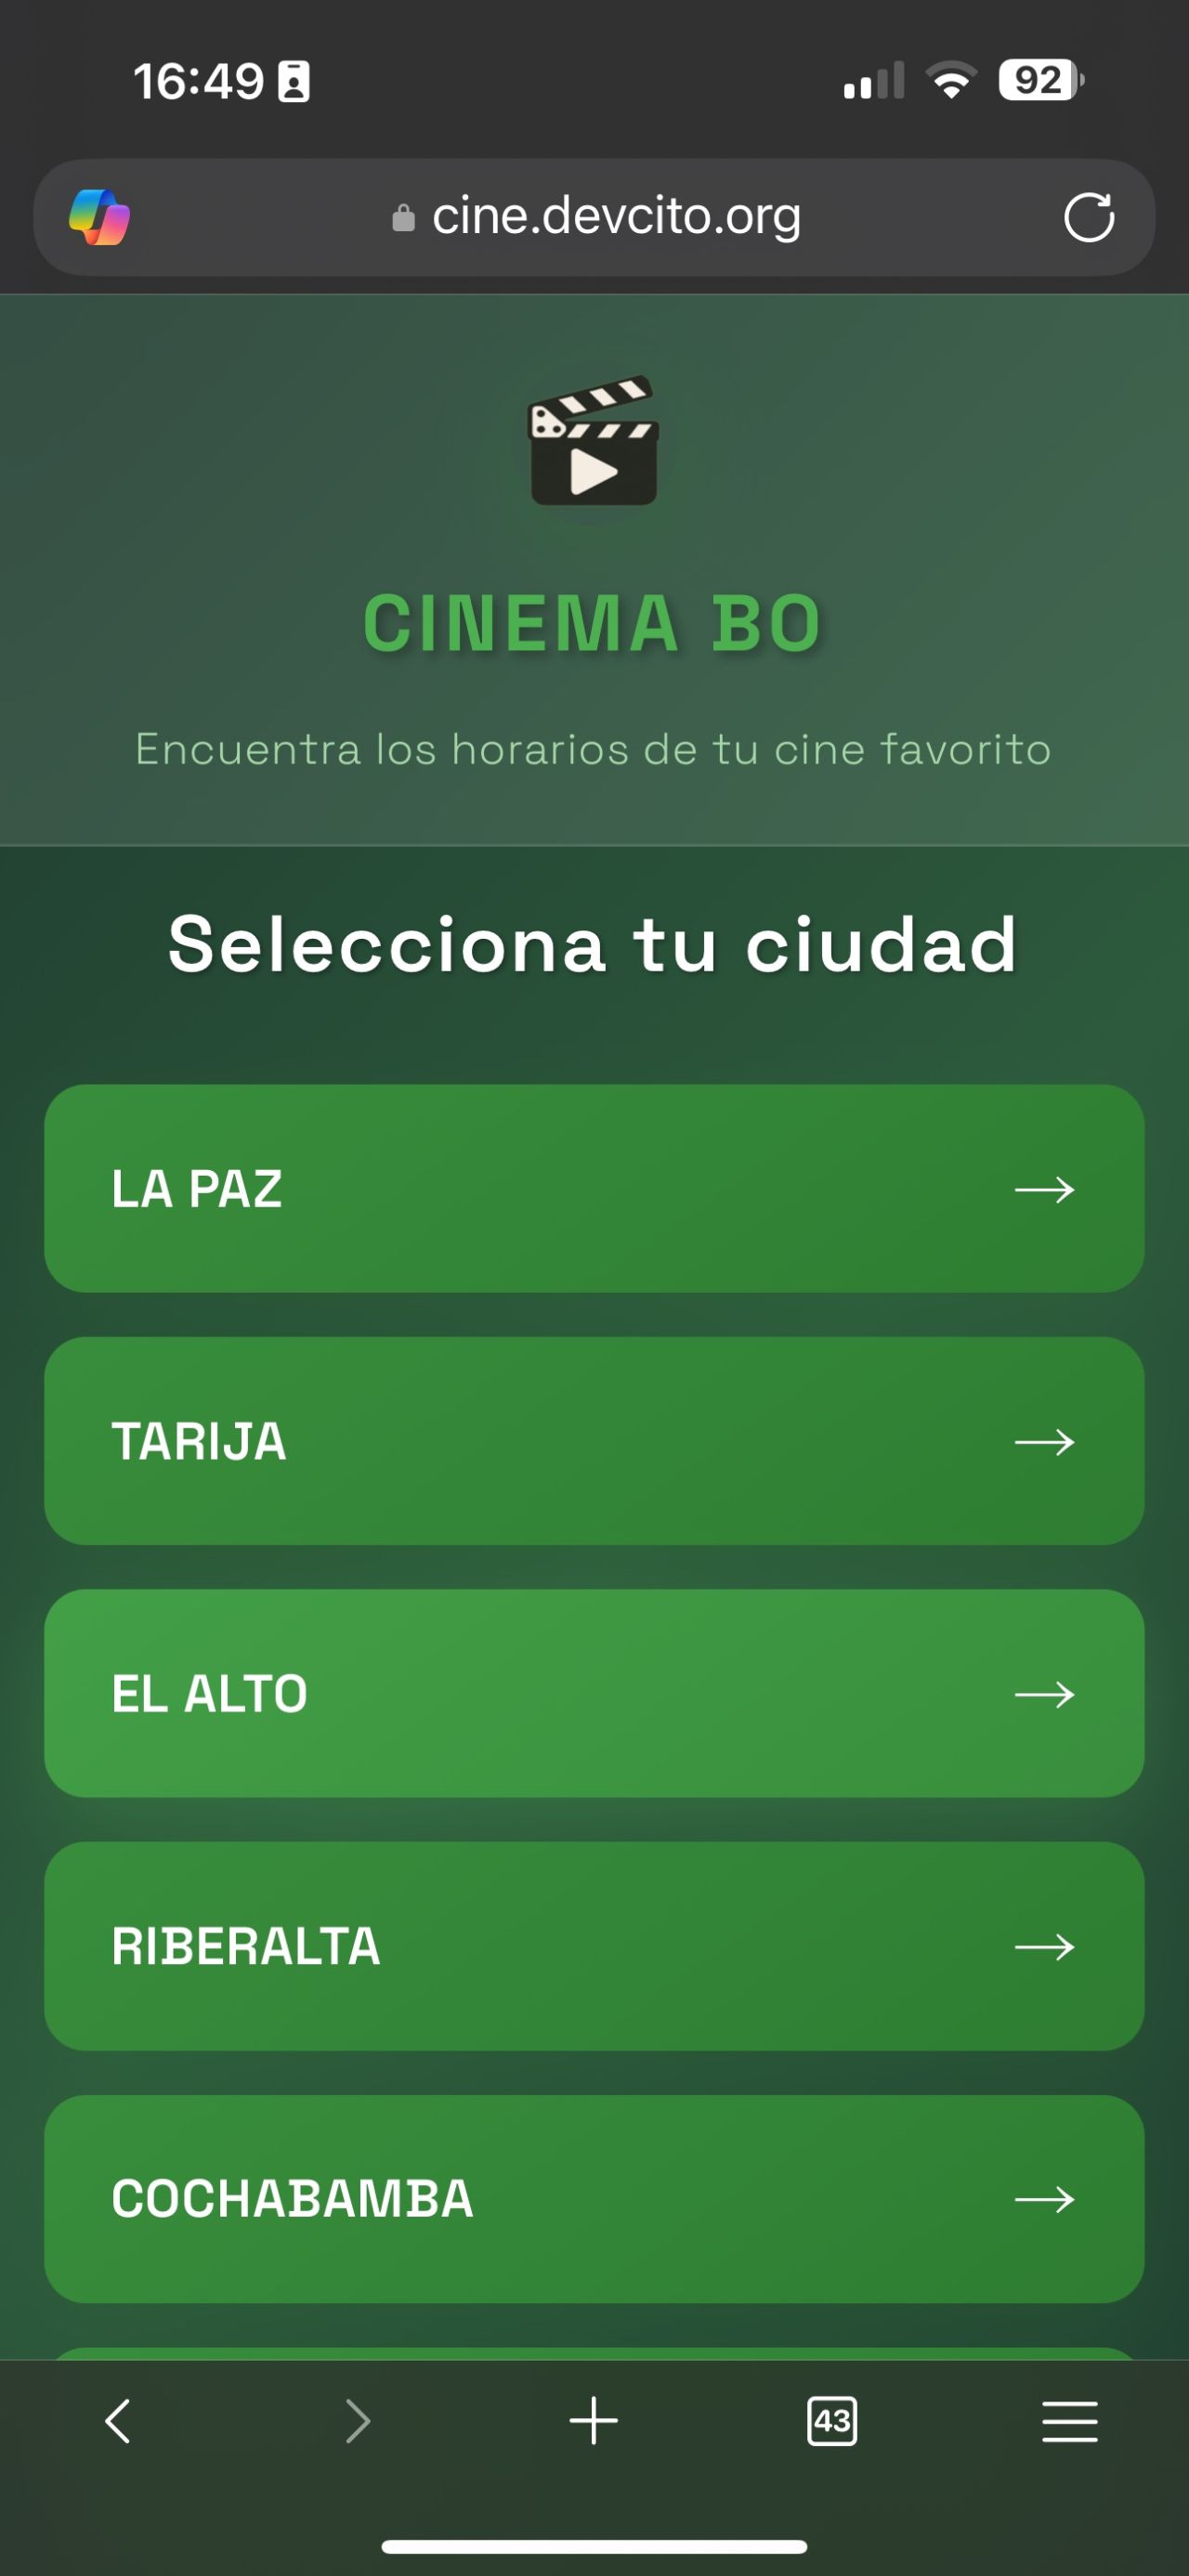 16:49
92
cine.devcito.org
CINEMA BO
Encuentra los horarios de tu cine favorito
Selecciona tu ciudad
LA PAZ
TARIJA
EL ALTO
RIBERALTA
COCHABAMBA
43